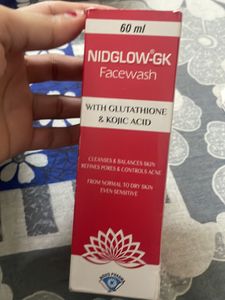 60 ml
NIDGLOW®-GK
Facewash
WITH GLUTATHIONE
& KOJIC ACID
CLEANSES & BALANCES SKIN
REFINES PORES & CONTROLS ACNE
FROM NORMAL TO DRY SKIN
EVEN SENSITIVE